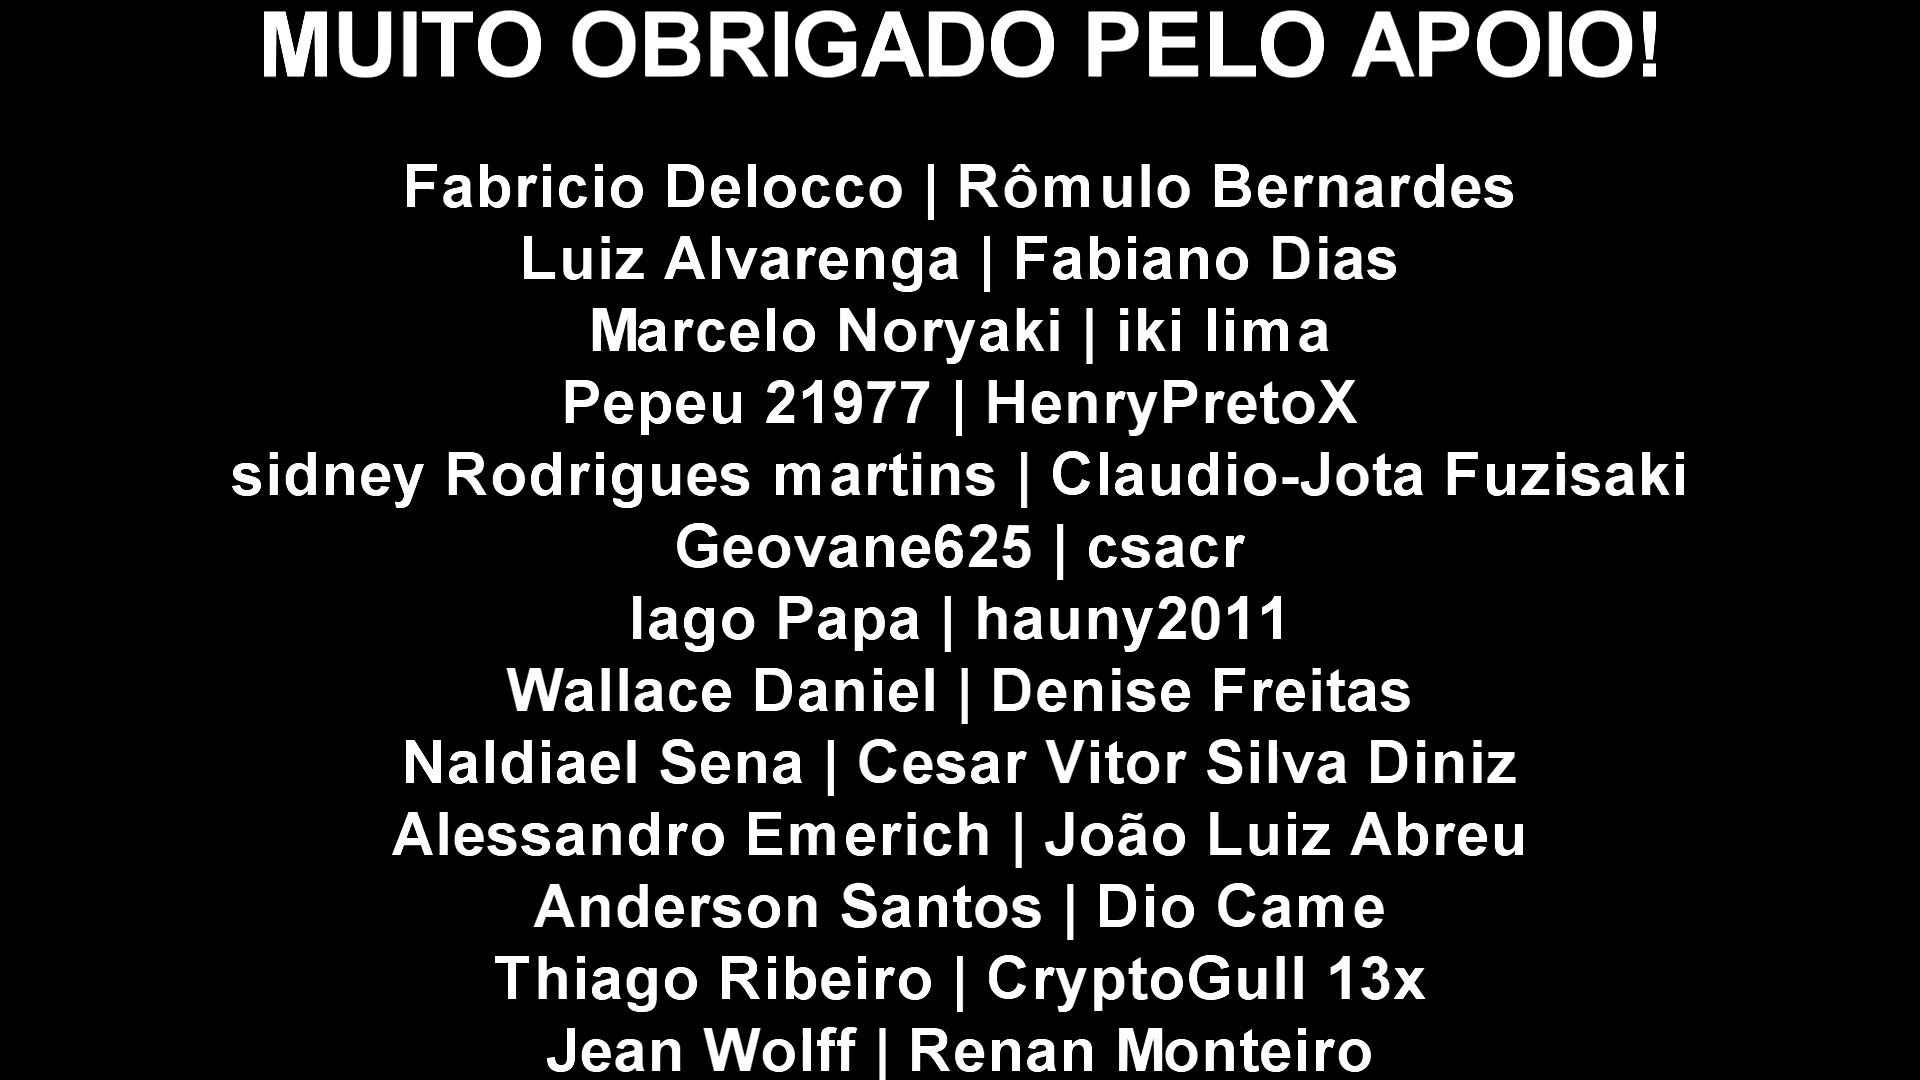 MUITO OBRIGADO PELO APOIO!
Fabricio Delocco | Rômulo Bernardes
Luiz Alvarenga | Fabiano Dias
Marcelo Noryaki | iki lima
Pepeu 21977 | HenryPretoX
sidney Rodrigues martins | Claudio-Jota Fuzisaki
Geovane625 | csacr
Iago Papa | hauny2011
Wallace Daniel | Denise Freitas
Naldiael Sena | Cesar Vitor Silva Diniz
Alessandro Emerich | João Luiz Abreu
Anderson Santos | Dio Came
Thiago Ribeiro | CryptoGull 13x
Jean Wolff | Renan Monteiro